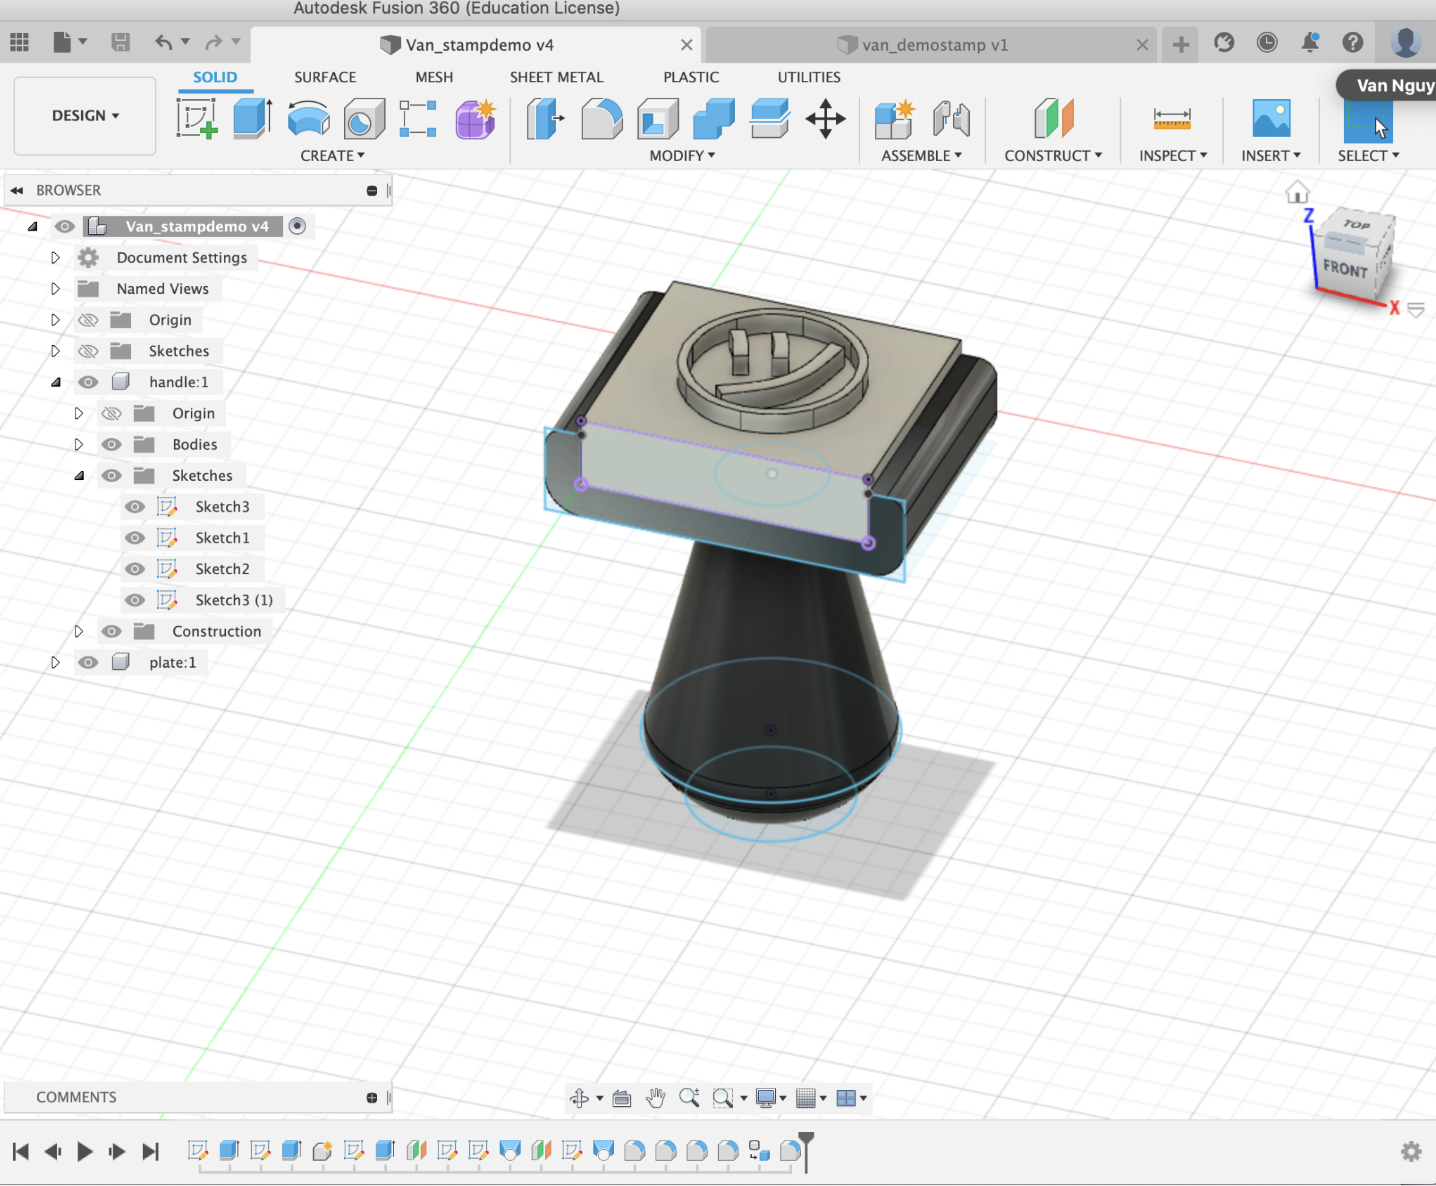 Autodesk Fusion 360 (Education License)
Van_stampdemo v4
van_demostamp v1
SOLID SURFACE MESH SHEET METAL PLASTIC UTILITIES
Van Nguy
DESIGN
CREATE MODIFY ASSEMBLE CONSTRUCT INSPECT INSERT SELECT
BROWSER
Van_stampdemo v4
Document Settings
Named Views
Origin
Sketches
handle:1
Origin
Bodies
Sketches
Sketch3
Sketch1
Sketch2
Sketch3 (1)
Construction
plate:1
Z
TOP
FRONT
X
COMMENTS